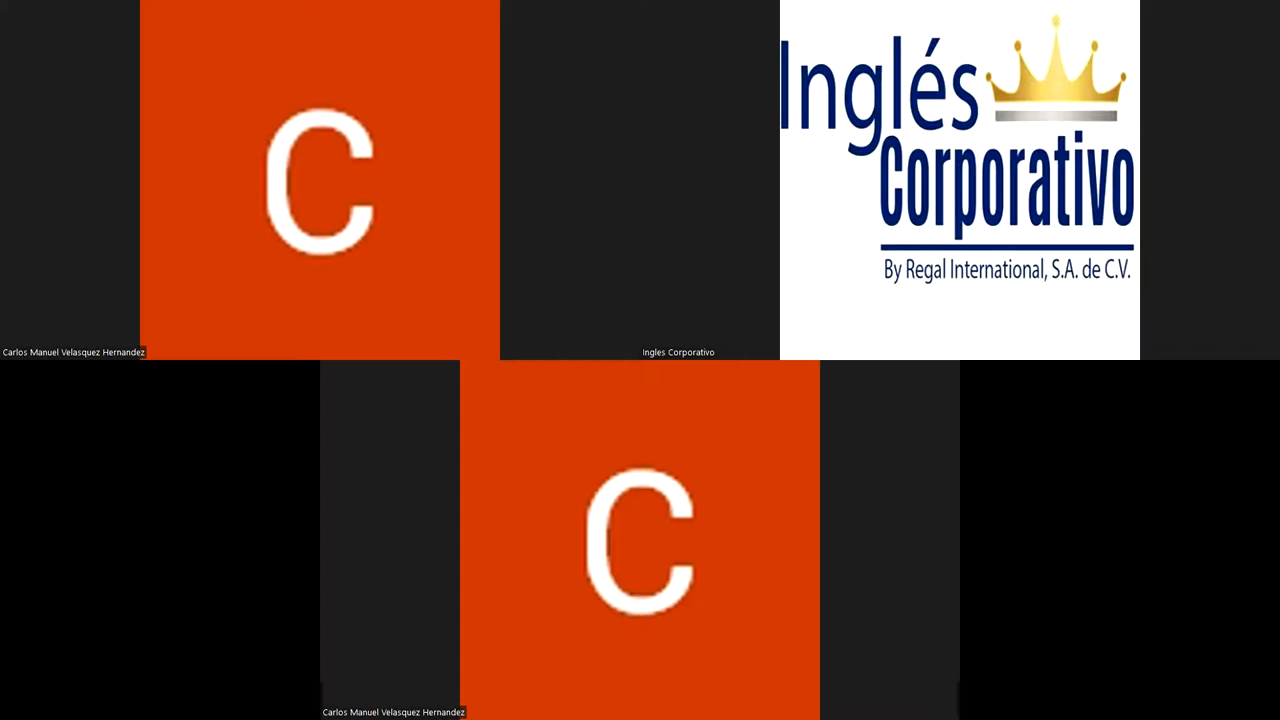 C
Inglés
Corporativo
By Regal International, S.A. de C.V.
Carlos Manuel Velasquez Hernandez
Ingles Corporativo
C
Carlos Manuel Velasquez Hernandez